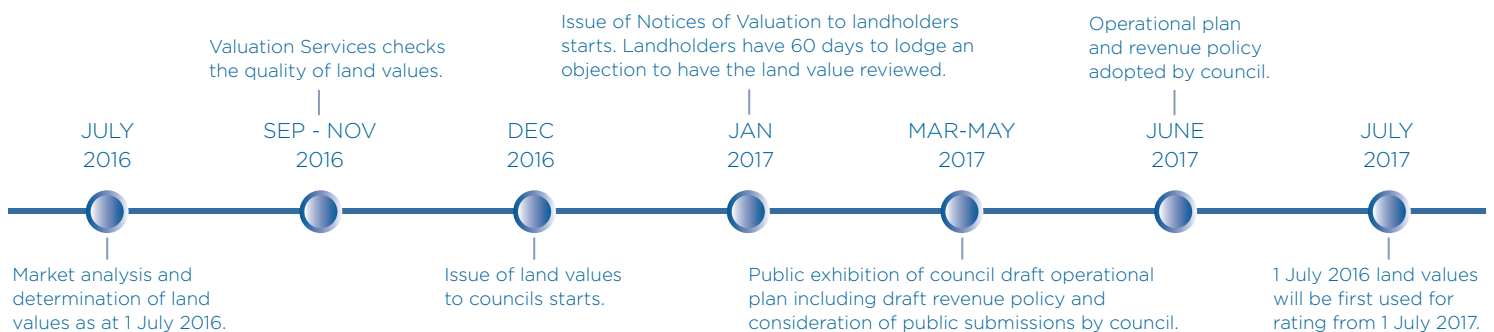 JULY
2016
Market analysis and
determination of land
values as at 1 July 2016.
Valuation Services checks
the quality of land values.
SEP - NOV
2016
DEC
2016
Issue of land values
to councils starts.
Issue of Notices of Valuation to landholders
starts. Landholders have 60 days to lodge an
objection to have the land value reviewed.
JAN
2017
MAR-MAY
2017
Public exhibition of council draft operational
plan including draft revenue policy and
consideration of public submissions by council.
Operational plan
and revenue policy
adopted by council.
JUNE
2017
JULY
2017
1 July 2016 land values
will be first used for
rating from 1 July 2017.